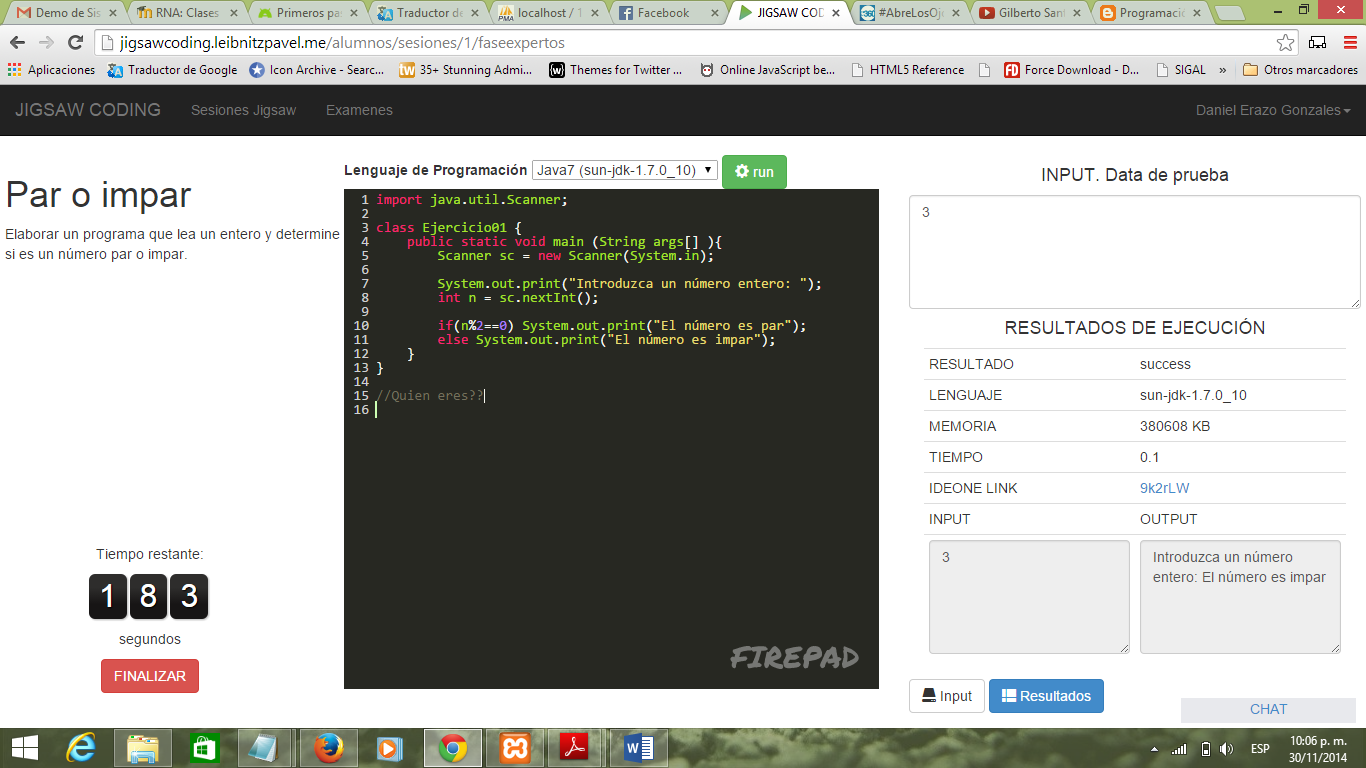 Demo de Sis
RNA: Clases
Primeros pa
Traductor de
localhost / 1
Facebook
JIGSAW COD
#AbreLosOje
Gilberto San
Programació
jigsawcoding.leibnitzpavel.me/alumnos/sesiones/1/faseexpertos
Aplicaciones
Traductor de Google
Icon Archive - Searc...
35+ Stunning Admi...
Themes for Twitter ...
Online JavaScript be...
HTML5 Reference
Force Download - D...
SIGAL
»
Otros marcadores
JIGSAW CODING
Sesiones Jigsaw
Examenes
Daniel Erazo Gonzales
Par o impar
Elaborar un programa que lea un entero y determine
si es un número par o impar.
Tiempo restante:
183
segundos
FINALIZAR
Lenguaje de Programación Java7 (sun-jdk-1.7.0_10) run
1 import java.util.Scanner;
2
3 class Ejercicio01 {
4 public static void main (String args[] ){
5 Scanner sc = new Scanner(System.in);
6
7 System.out.print("Introduzca un número entero: ");
8 int n = sc.nextInt();
9
10 if(n%2==0) System.out.print("El número es par");
11 else System.out.print("El número es impar");
12 }
13 }
14
15 //Quien eres??
16
FIREPAD
INPUT. Data de prueba
3
RESULTADOS DE EJECUCIÓN
RESULTADO success
LENGUAJE sun-jdk-1.7.0_10
MEMORIA 380608 KB
TIEMPO 0.1
IDEONE LINK 9k2rLW
INPUT OUTPUT
3
Introduzca un número
entero: El número es impar
Input
Resultados
CHAT
ESP
10:06 p. m.
30/11/2014